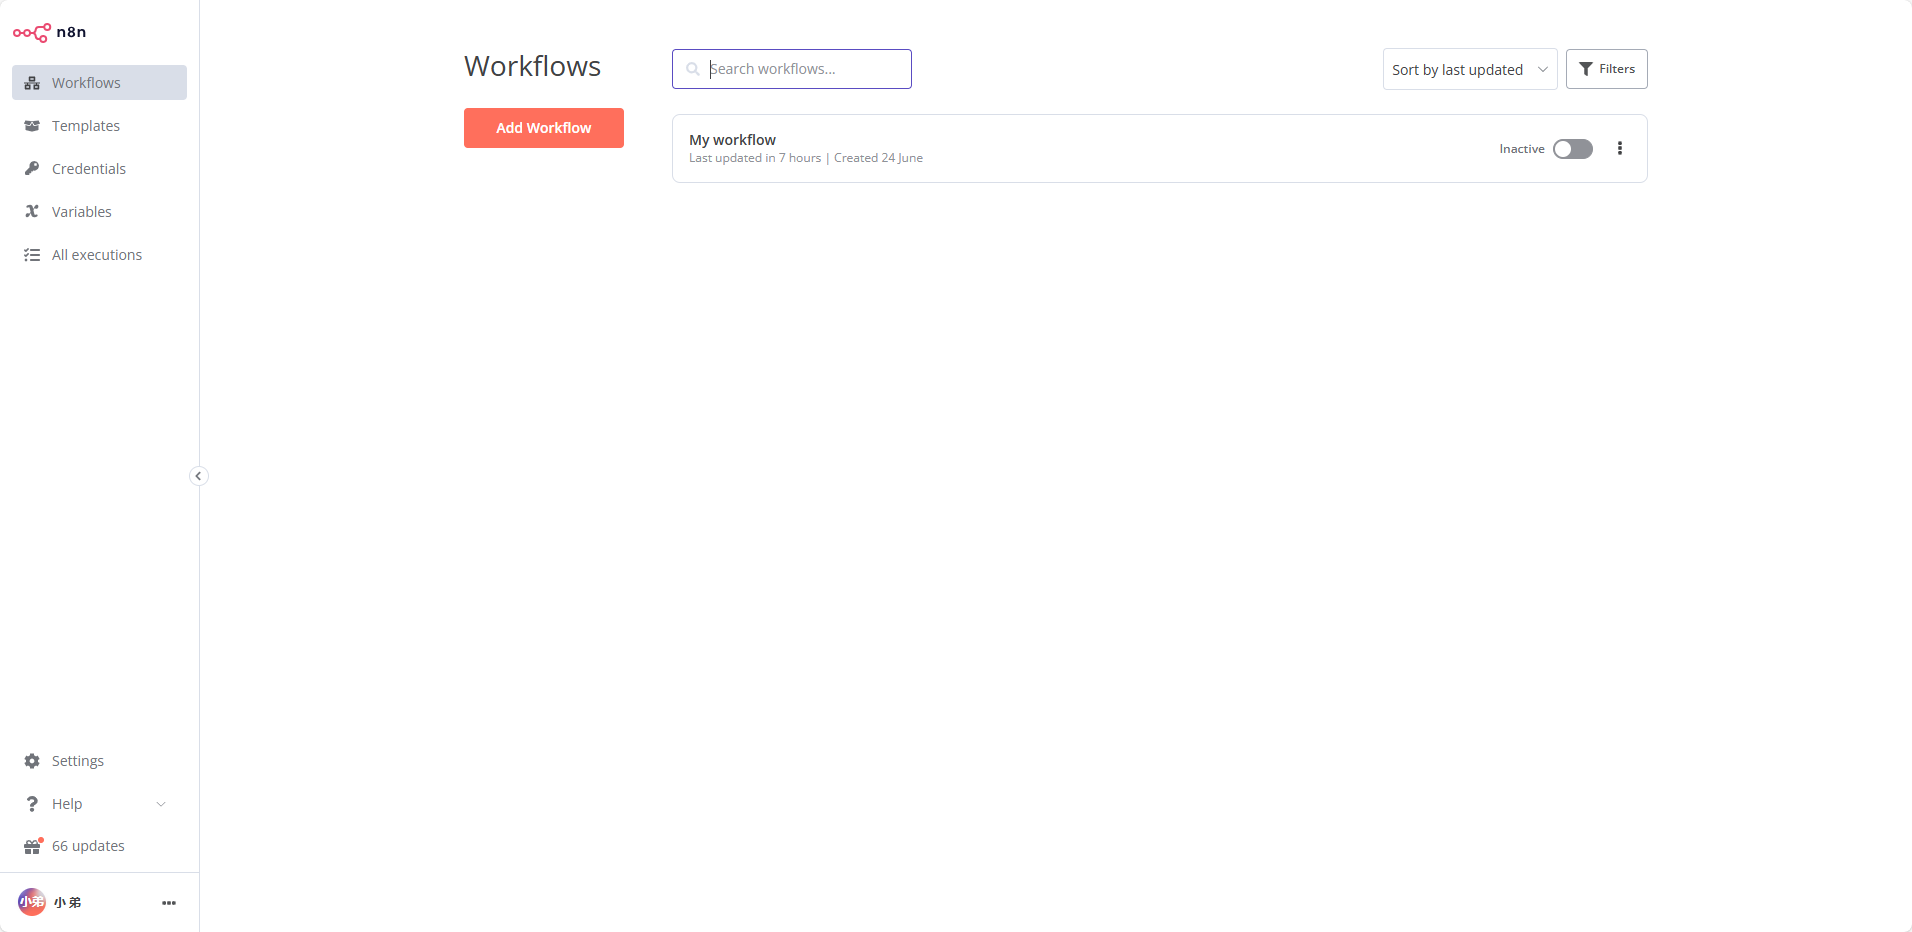 n8n
Workflows
Templates
Credentials
Variables
All executions
Settings
Help
66 updates
小弟
小 弟
Workflows
Add Workflow
Search workflows...
Sort by last updated
Filters
My workflow
Last updated in 7 hours | Created 24 June
Inactive